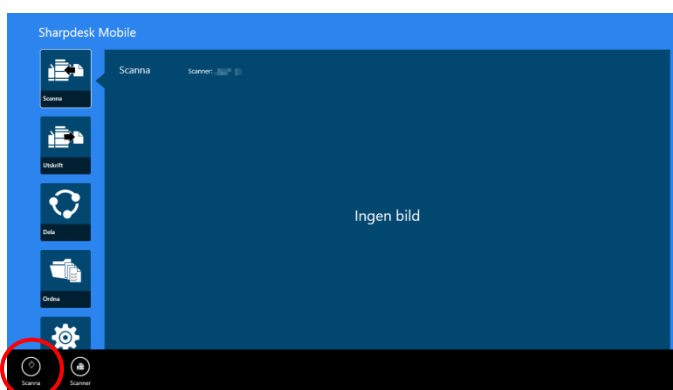 Sharpdesk Mobile
Scanna
Scanner:
Scanna
Utskrift
Ingen bild
Dela
Ordna
Scanna
Scanner